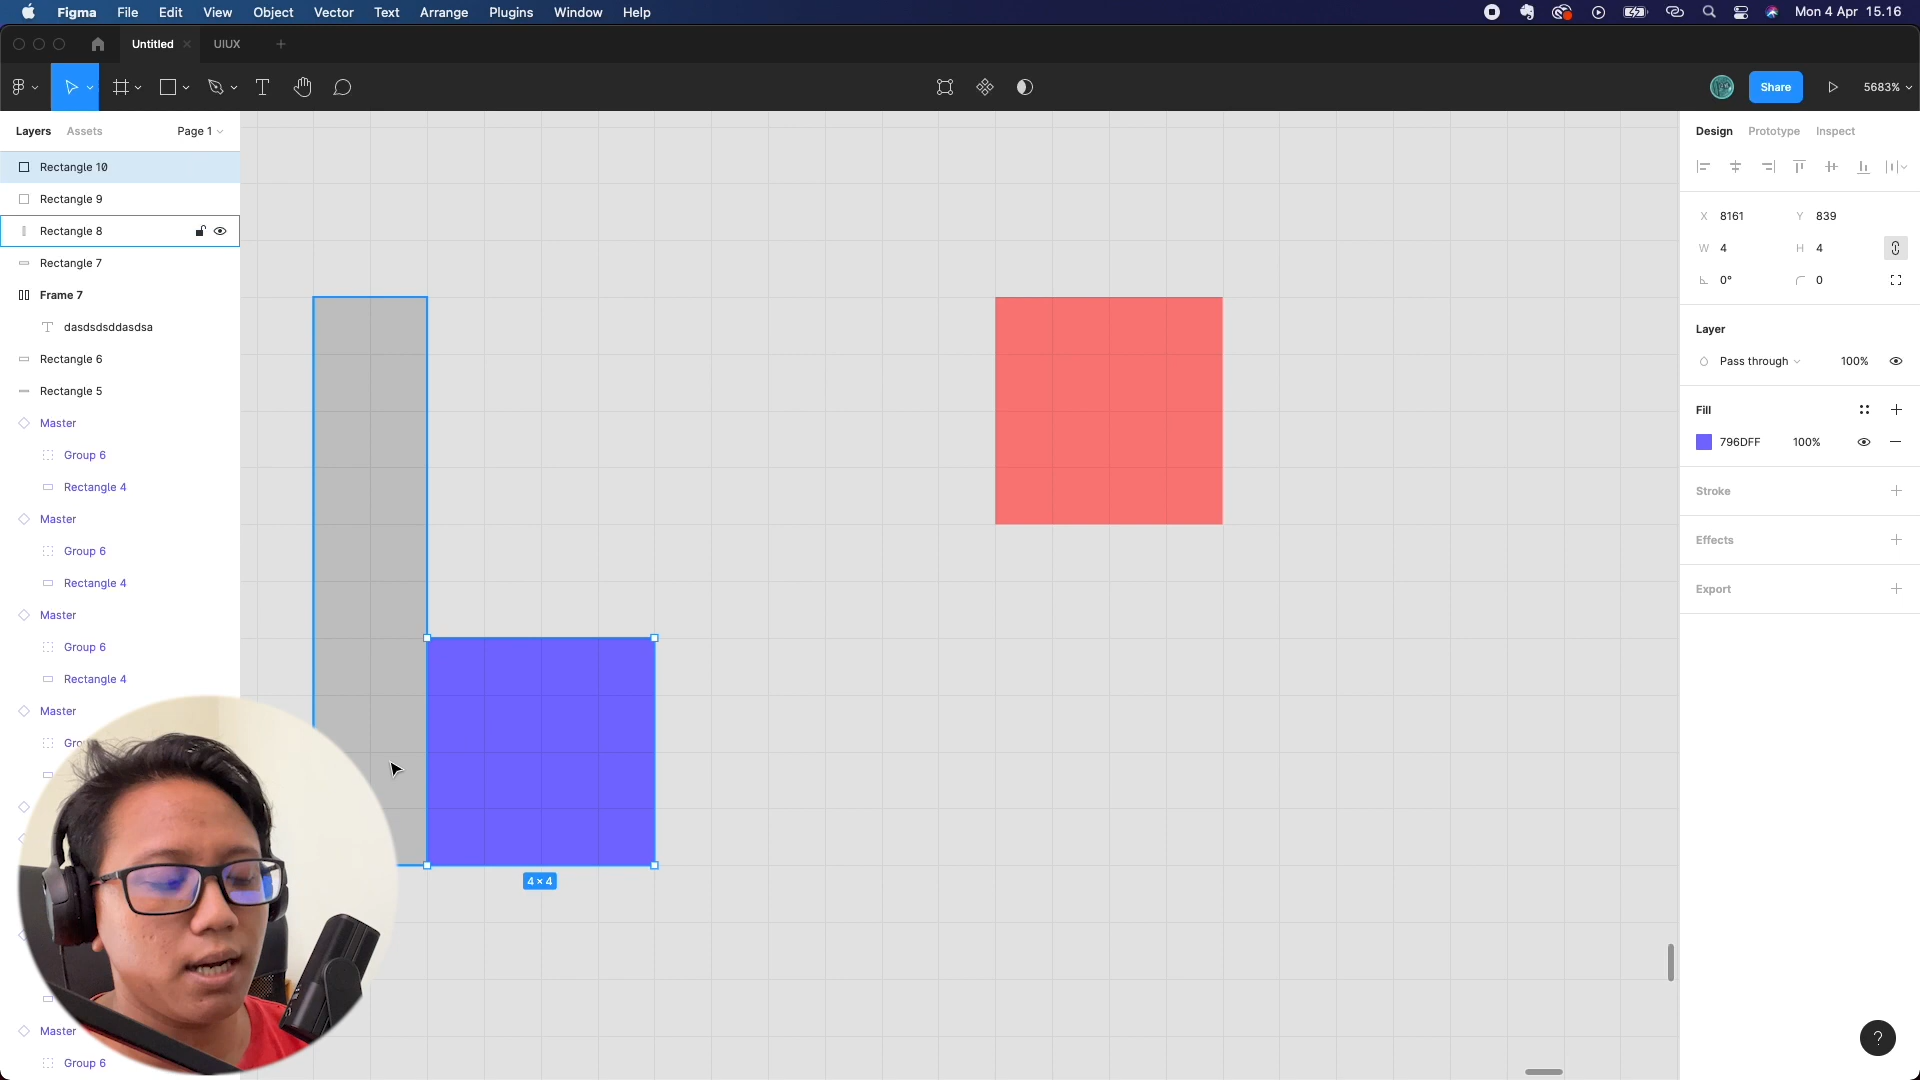 Figma File Edit View Object Vector Text Arrange Plugins Window Help Mon 4 Apr 15.16
Untitled UIUX
Share 5683%
Layers Assets Page 1
Rectangle 10
Rectangle 9
Rectangle 8
Rectangle 7
Frame 7
dasdsdsddasdsa
Rectangle 6
Rectangle 5
Master
Group 6
Rectangle 4
Master
Group 6
Rectangle 4
Master
Group 6
Rectangle 4
Master
Master
Group 6
4 × 4
Design Prototype Inspect
X 8161 Y 839
W 4 H 4
0° 0
Layer
Pass through 100%
Fill
796DFF 100%
Stroke
Effects
Export
?